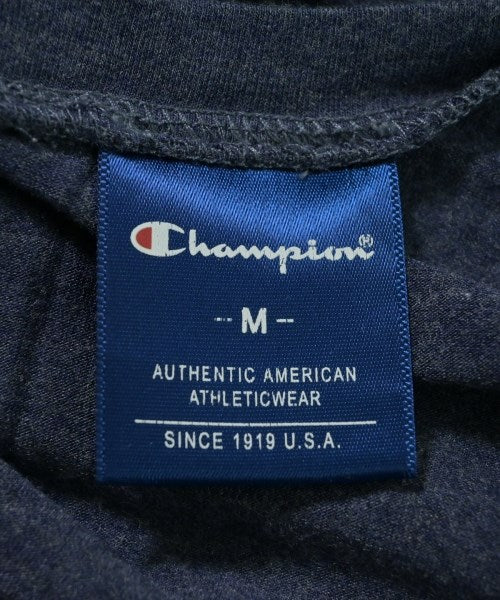 Champion®
-- M --
AUTHENTIC AMERICAN
ATHLETICWEAR
SINCE 1919 U.S.A.